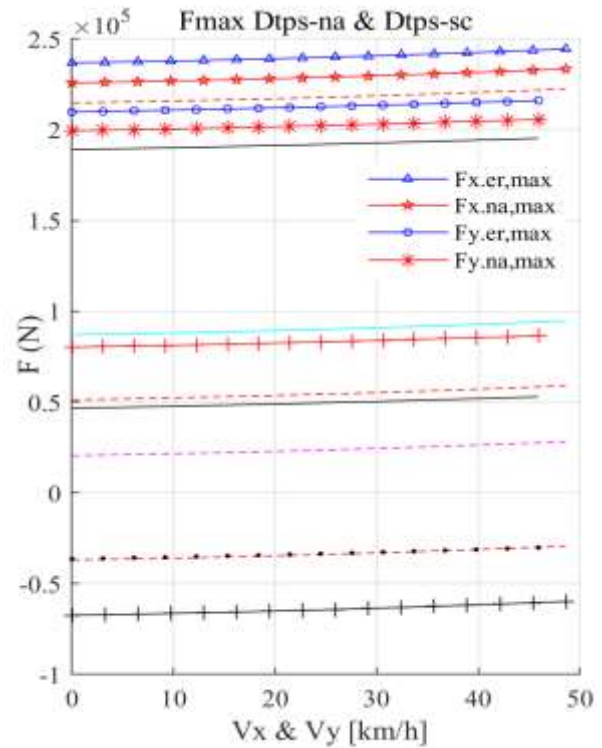 Fmax Dtps-na & Dtps-sc
×10⁵
2.5
2
1.5
1
0.5
0
-0.5
-1
F (N)
Fx.er,max
Fx.na,max
Fy.er,max
Fy.na,max
0 10 20 30 40 50
Vx & Vy [km/h]